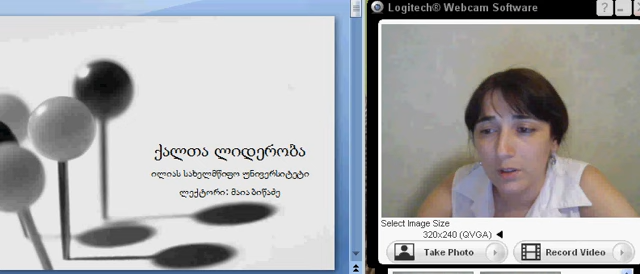 Logitech® Webcam Software
ქალთა ლიდერობა
ილიას სახელმწიფო უნივერსიტეტი
ლექტორი: მაია ბიწაძე
Select Image Size
320x240 (QVGA)
Take Photo
Record Video